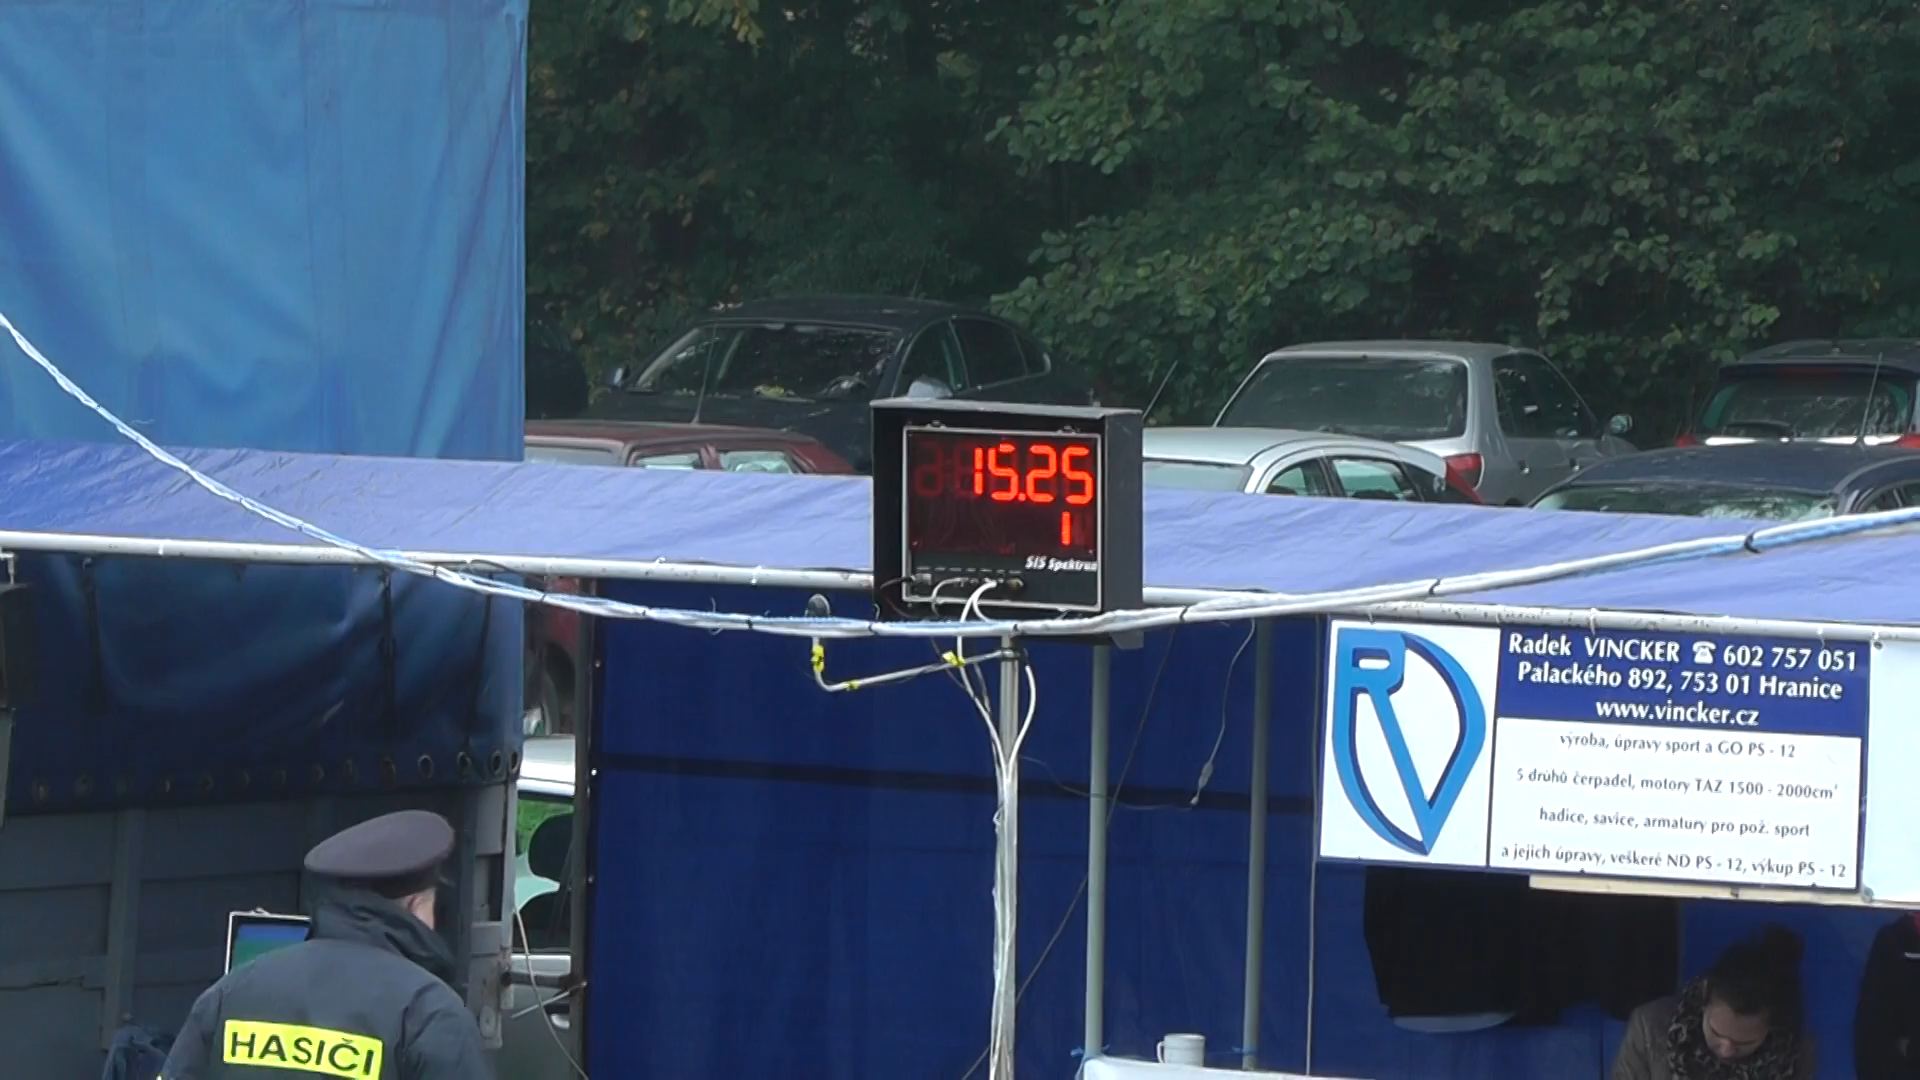 15.25
1
SIS Spektrum
Radek VINCKER ☎ 602 757 051
Palackého 892, 753 01 Hranice
www.vincker.cz
výroba, úpravy sport a GO PS - 12
5 druhů čerpadel, motory TAZ 1500 - 2000cm³
hadice, savice, armatury pro pož. sport
a jejich úpravy, veškeré ND PS - 12, výkup PS - 12
RV
HASIČI